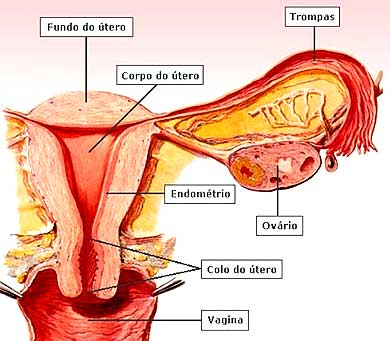 Trompas
Fundo do útero
Corpo do útero
Endométrio
Ovário
Colo do útero
Vagina